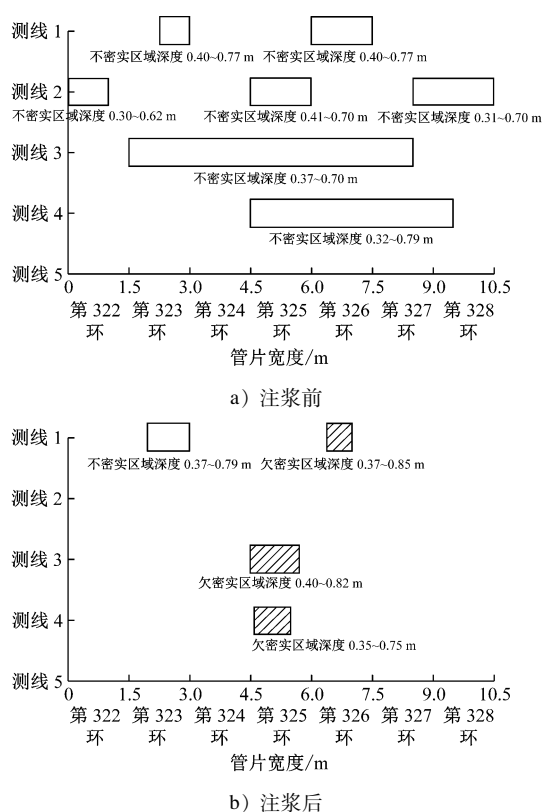 测线 1
不密实区域深度 0.40~0.77 m 不密实区域深度 0.40~0.77 m
测线 2
不密实区域深度 0.30~0.62 m 不密实区域深度 0.41~0.70 m 不密实区域深度 0.31~0.70 m
测线 3
不密实区域深度 0.37~0.70 m
测线 4
不密实区域深度 0.32~0.79 m
测线 5
0 1.5 3.0 4.5 6.0 7.5 9.0 10.5
第 322 第 323 第 324 第 325 第 326 第 327 第 328
环 环 环 环 环 环 环
管片宽度/m
a）注浆前
测线 1
不密实区域深度 0.37~0.79 m 欠密实区域深度 0.37~0.85 m
测线 2
测线 3
欠密实区域深度 0.40~0.82 m
测线 4
欠密实区域深度 0.35~0.75 m
测线 5
0 1.5 3.0 4.5 6.0 7.5 9.0 10.5
第 322 第 323 第 324 第 325 第 326 第 327 第 328
环 环 环 环 环 环 环
管片宽度/m
b）注浆后